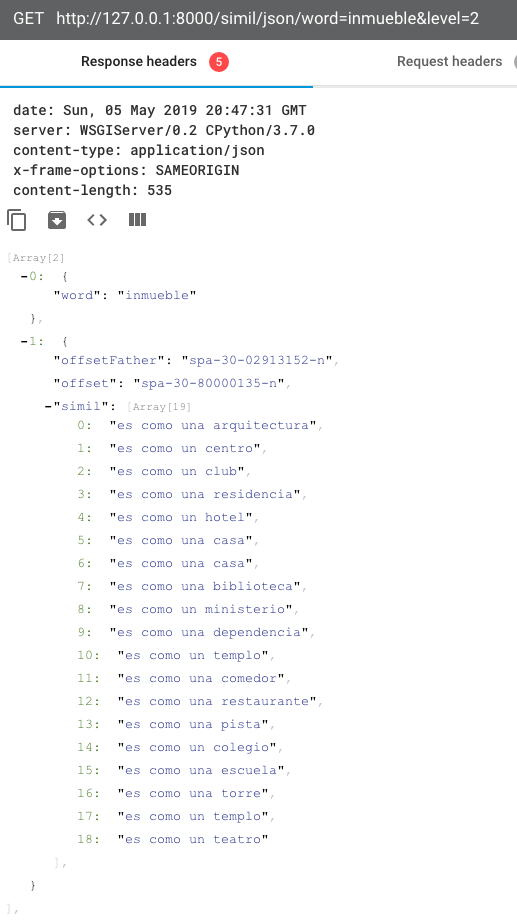 GET http://127.0.0.1:8000/simil/json/word=inmueble&level=2
Response headers 5 Request headers
date: Sun, 05 May 2019 20:47:31 GMT
server: WSGIServer/0.2 CPython/3.7.0
content-type: application/json
x-frame-options: SAMEORIGIN
content-length: 535
[Array[2]
-0: {
"word": "inmueble"
},
-1: {
"offsetFather": "spa-30-02913152-n",
"offset": "spa-30-80000135-n",
-"simil": [Array[19]
0: "es como una arquitectura",
1: "es como un centro",
2: "es como un club",
3: "es como una residencia",
4: "es como un hotel",
5: "es como una casa",
6: "es como una casa",
7: "es como una biblioteca",
8: "es como un ministerio",
9: "es como una dependencia",
10: "es como un templo",
11: "es como una comedor",
12: "es como una restaurante",
13: "es como una pista",
14: "es como un colegio",
15: "es como una escuela",
16: "es como una torre",
17: "es como un templo",
18: "es como un teatro"
],
}
],